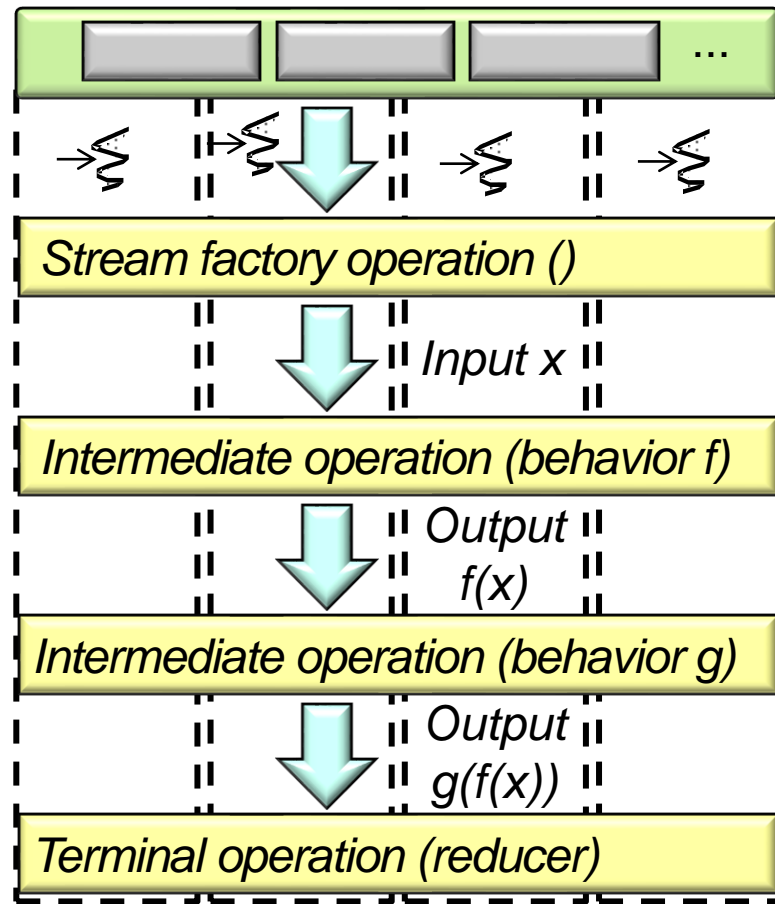 ...
Stream factory operation ()
Input x
Intermediate operation (behavior f)
Output
f(x)
Intermediate operation (behavior g)
Output
g(f(x))
Terminal operation (reducer)